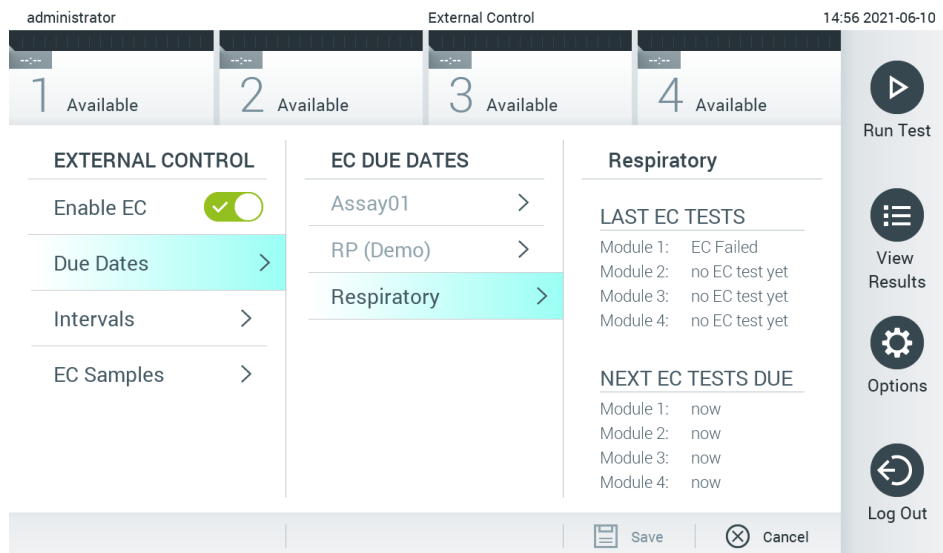 administrator External Control 14:56 2021-06-10
--:-- --:-- --:-- --:--
1 Available 2 Available 3 Available 4 Available
Run Test
View
Results
Options
Log Out
EXTERNAL CONTROL
Enable EC
Due Dates
Intervals
EC Samples
EC DUE DATES
Assay01
RP (Demo)
Respiratory
Respiratory
LAST EC TESTS
Module 1: EC Failed
Module 2: no EC test yet
Module 3: no EC test yet
Module 4: no EC test yet
NEXT EC TESTS DUE
Module 1: now
Module 2: now
Module 3: now
Module 4: now
Save Cancel